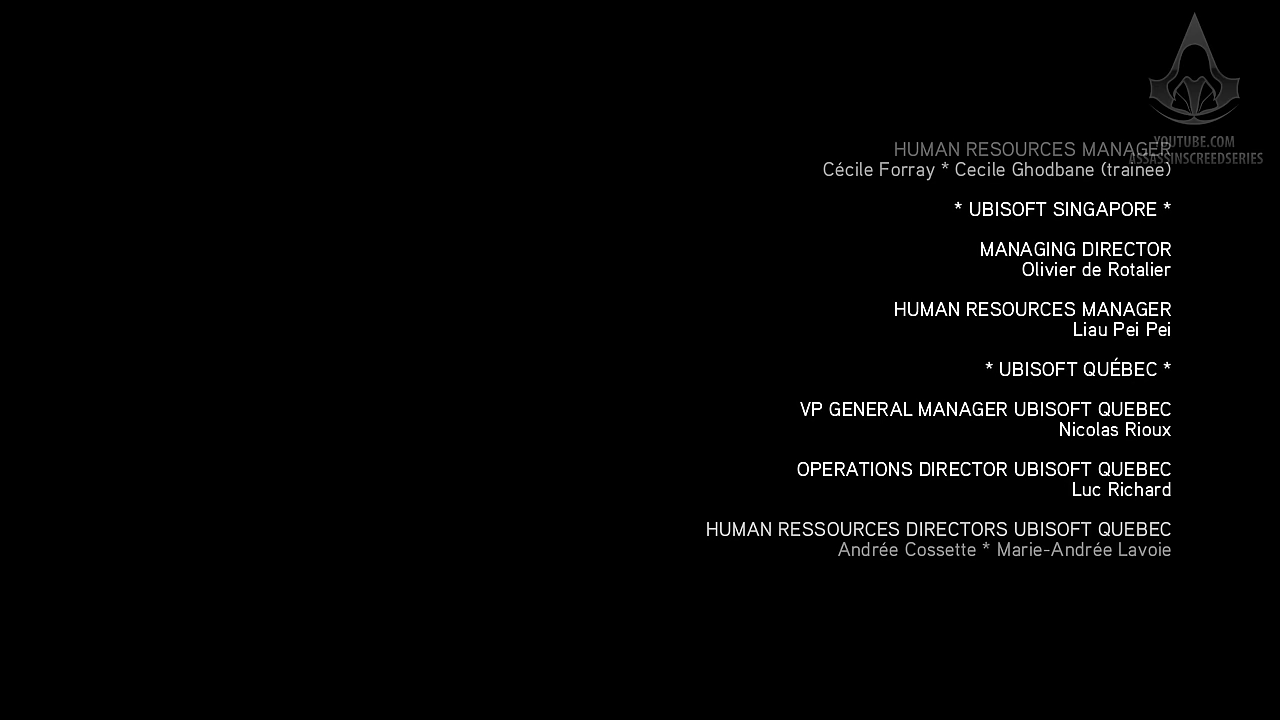 YOUTUBE.COM
ASSASSINSCREEDSERIES
HUMAN RESOURCES MANAGER
Cécile Forray * Cecile Ghodbane (trainee)
* UBISOFT SINGAPORE *
MANAGING DIRECTOR
Olivier de Rotalier
HUMAN RESOURCES MANAGER
Liau Pei Pei
* UBISOFT QUÉBEC *
VP GENERAL MANAGER UBISOFT QUEBEC
Nicolas Rioux
OPERATIONS DIRECTOR UBISOFT QUEBEC
Luc Richard
HUMAN RESSOURCES DIRECTORS UBISOFT QUEBEC
Andrée Cossette * Marie-Andrée Lavoie